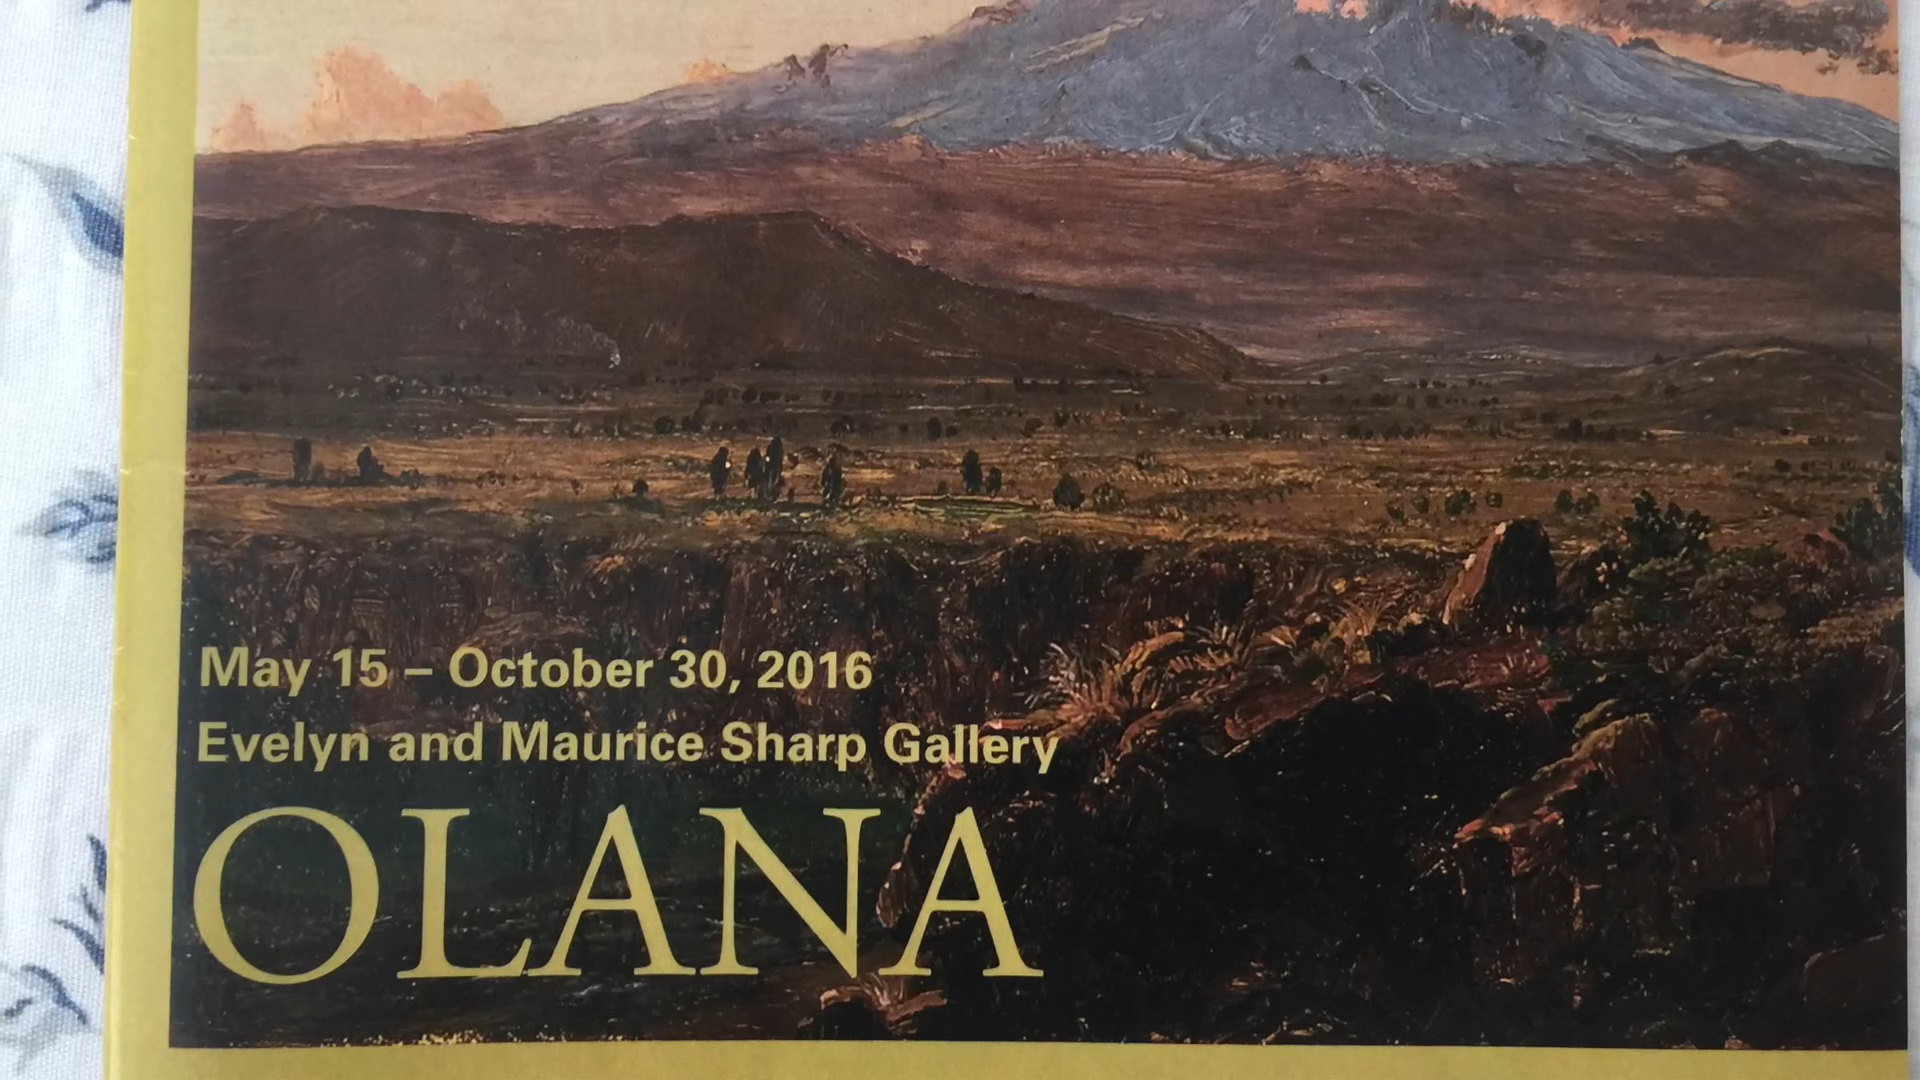 May 15 – October 30, 2016
Evelyn and Maurice Sharp Gallery
OLANA